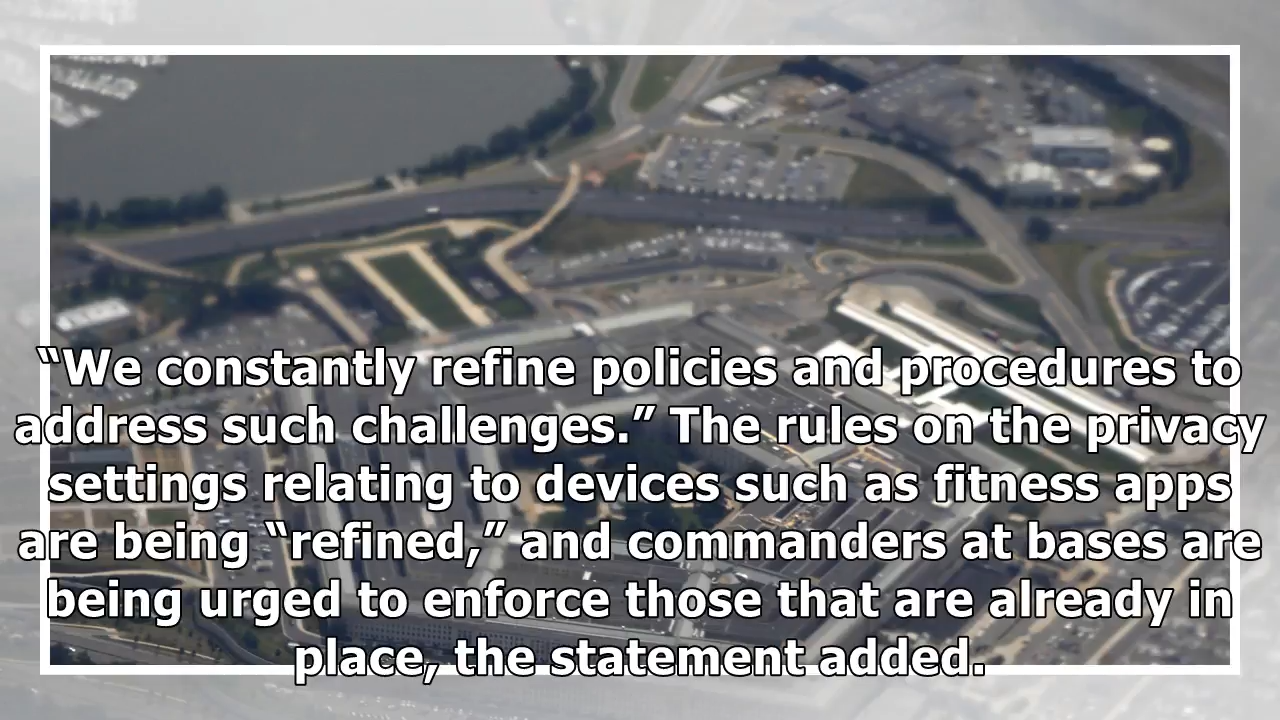 “We constantly refine policies and procedures to
address such challenges.” The rules on the privacy
settings relating to devices such as fitness apps
are being “refined,” and commanders at bases are
being urged to enforce those that are already in
place, the statement added.